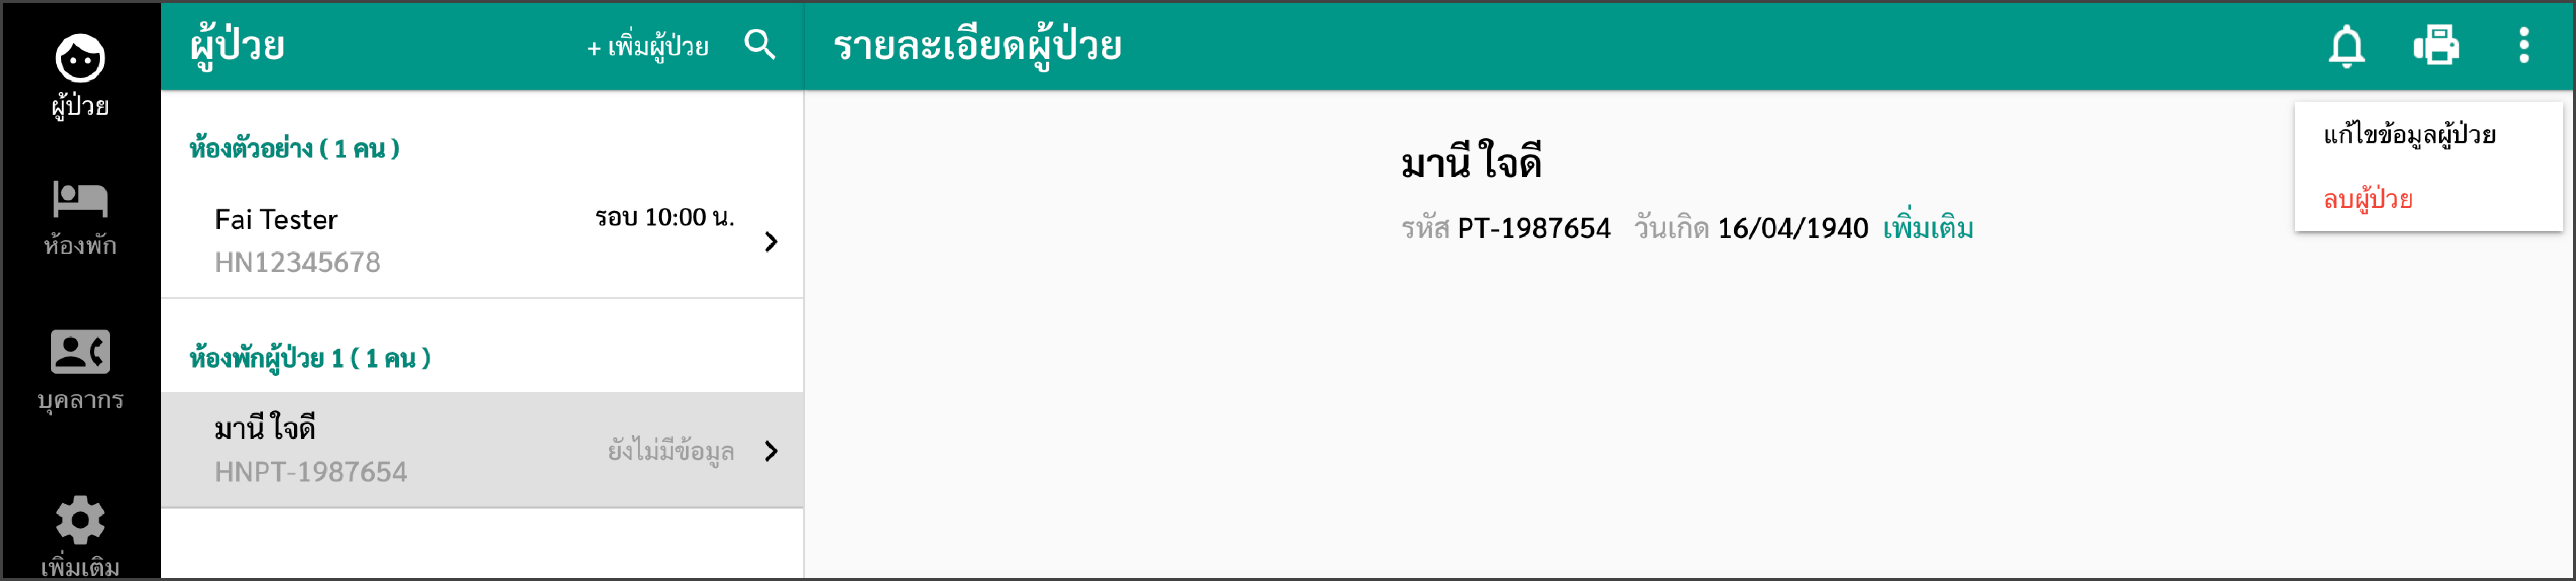 ผู้ป่วย
ห้องพัก
บุคลากร
เพิ่มเติม
ผู้ป่วย + เพิ่มผู้ป่วย
ห้องตัวอย่าง ( 1 คน )
Fai Tester รอบ 10:00 น.
HN12345678
ห้องพักผู้ป่วย 1 ( 1 คน )
มานี ใจดี
ยังไม่มีข้อมูล
HNPT-1987654
รายละเอียดผู้ป่วย
มานี ใจดี
รหัส PT-1987654 วันเกิด 16/04/1940 เพิ่มเติม
แก้ไขข้อมูลผู้ป่วย
ลบผู้ป่วย